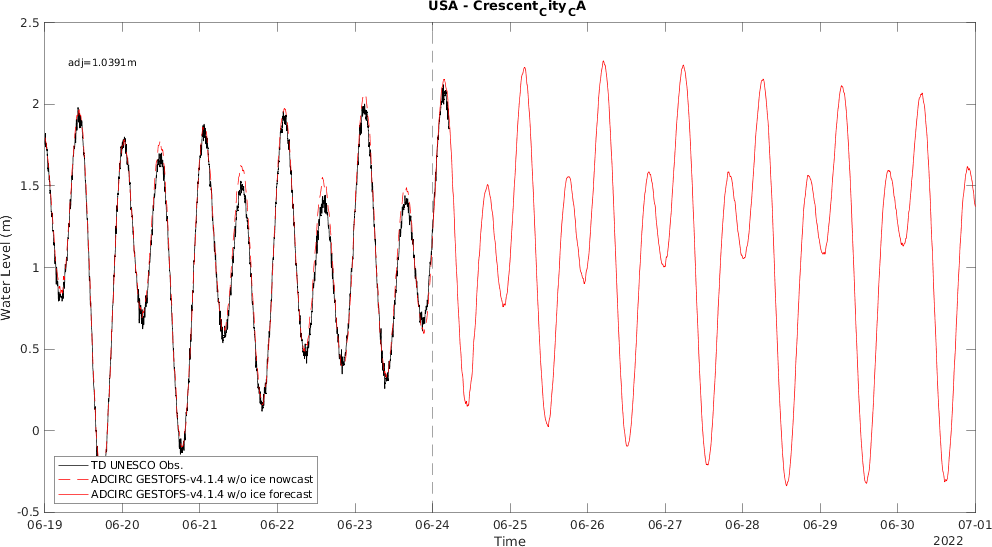 USA - Crescent_City_CA
adj=1.0391m
Water Level (m)
2.5
2
1.5
1
0.5
0
-0.5
TD UNESCO Obs.
ADCIRC GESTOFS-v4.1.4 w/o ice nowcast
ADCIRC GESTOFS-v4.1.4 w/o ice forecast
06-19 06-20 06-21 06-22 06-23 06-24 06-25 06-26 06-27 06-28 06-29 06-30 07-01
Time
2022